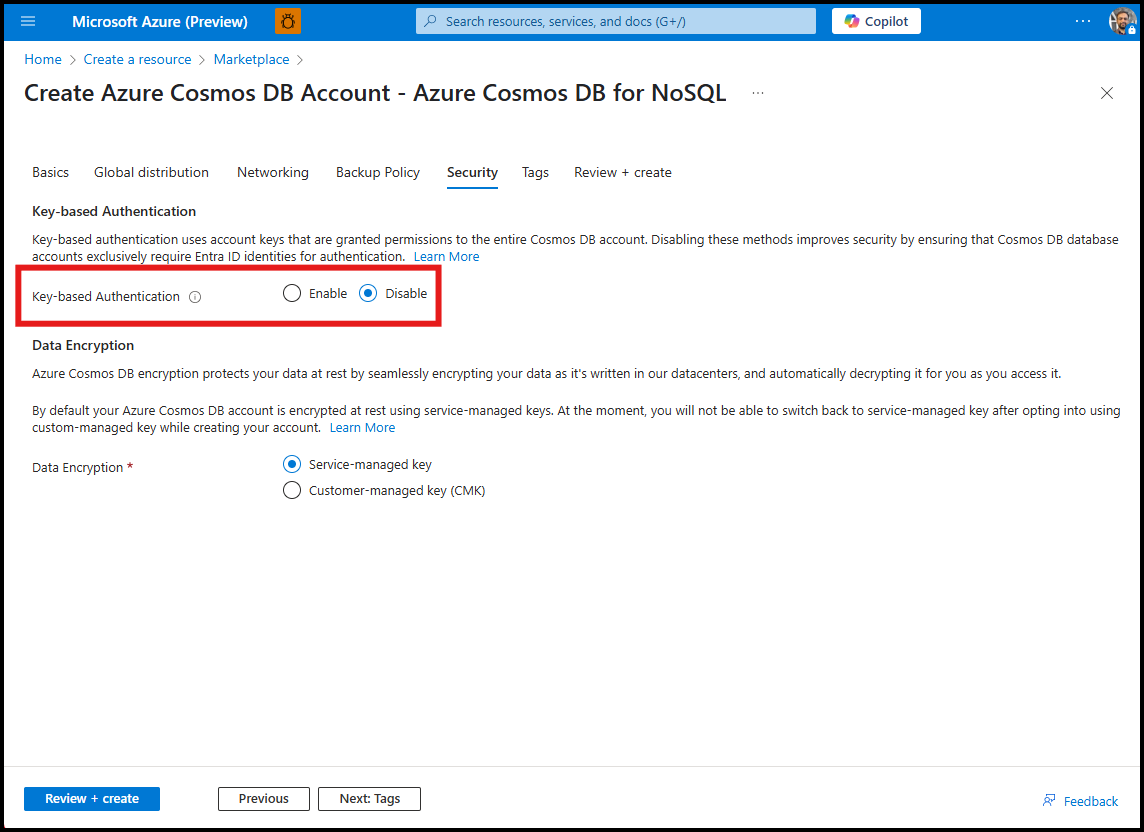 Microsoft Azure (Preview)
Search resources, services, and docs (G+/)
Copilot
Home > Create a resource > Marketplace >
Create Azure Cosmos DB Account - Azure Cosmos DB for NoSQL ...
Basics Global distribution Networking Backup Policy Security Tags Review + create
Key-based Authentication
Key-based authentication uses account keys that are granted permissions to the entire Cosmos DB account. Disabling these methods improves security by ensuring that Cosmos DB database
accounts exclusively require Entra ID identities for authentication. Learn More
Key-based Authentication Enable Disable
Data Encryption
Azure Cosmos DB encryption protects your data at rest by seamlessly encrypting your data as it's written in our datacenters, and automatically decrypting it for you as you access it.
By default your Azure Cosmos DB account is encrypted at rest using service-managed keys. At the moment, you will not be able to switch back to service-managed key after opting into using
custom-managed key while creating your account. Learn More
Data Encryption * Service-managed key
Customer-managed key (CMK)
Review + create Previous Next: Tags Feedback